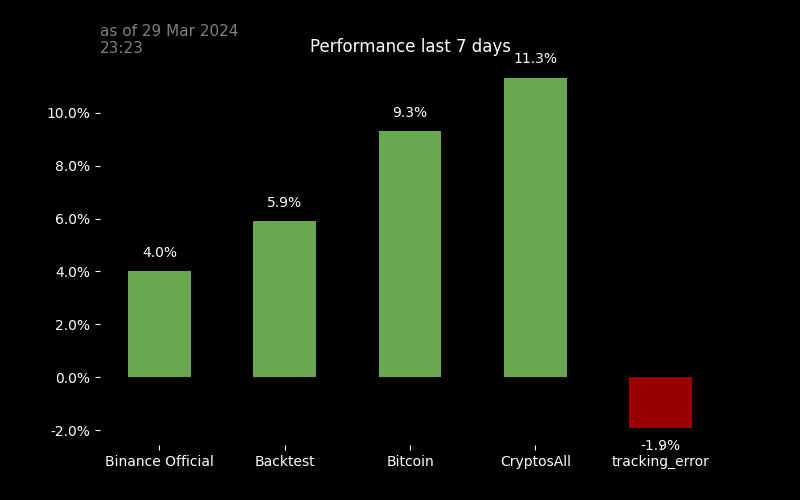 as of 29 Mar 2024
23:23
Performance last 7 days
11.3%
10.0%
9.3%
8.0%
6.0%
5.9%
4.0%
4.0%
2.0%
0.0%
-2.0%
-1.9%
Binance Official
Backtest
Bitcoin
CryptosAll
tracking_error